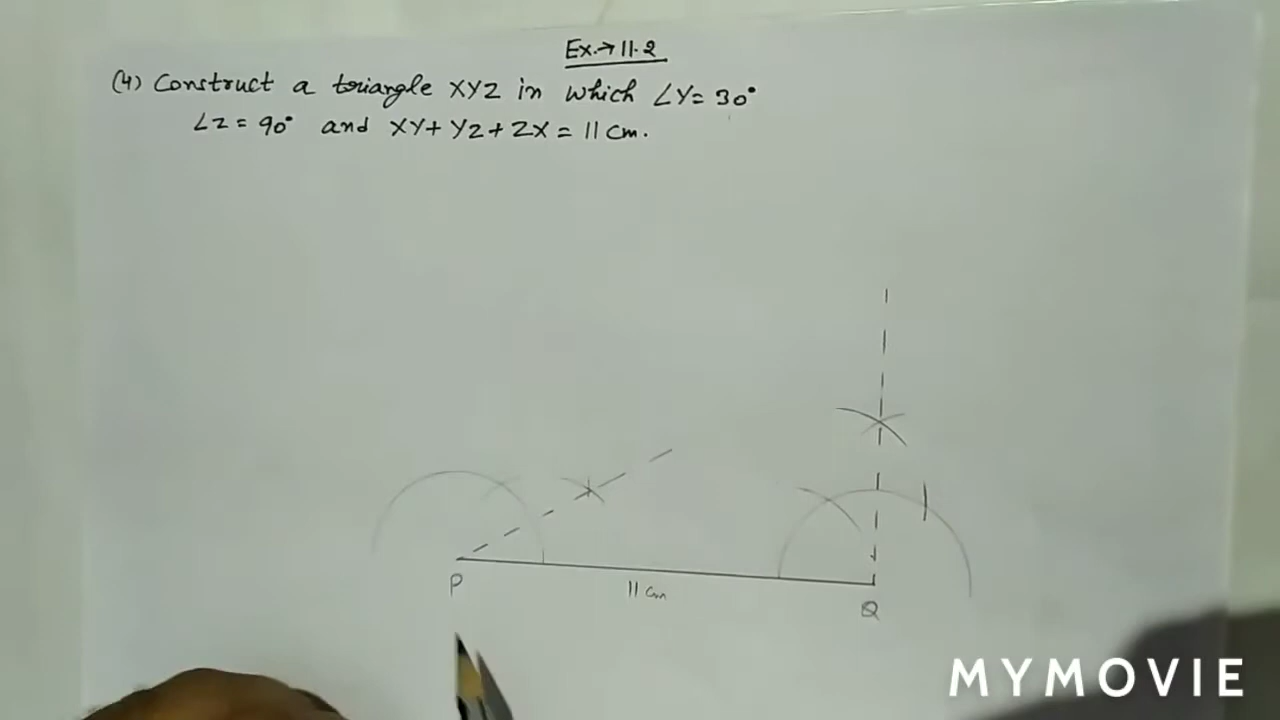 Ex.→ 11.2
(4) Construct a triangle XYZ in which ∠Y= 30°
∠Z = 90° and XY+ YZ+ ZX = 11 cm.
P
11 cm
Q
MYMOVIE